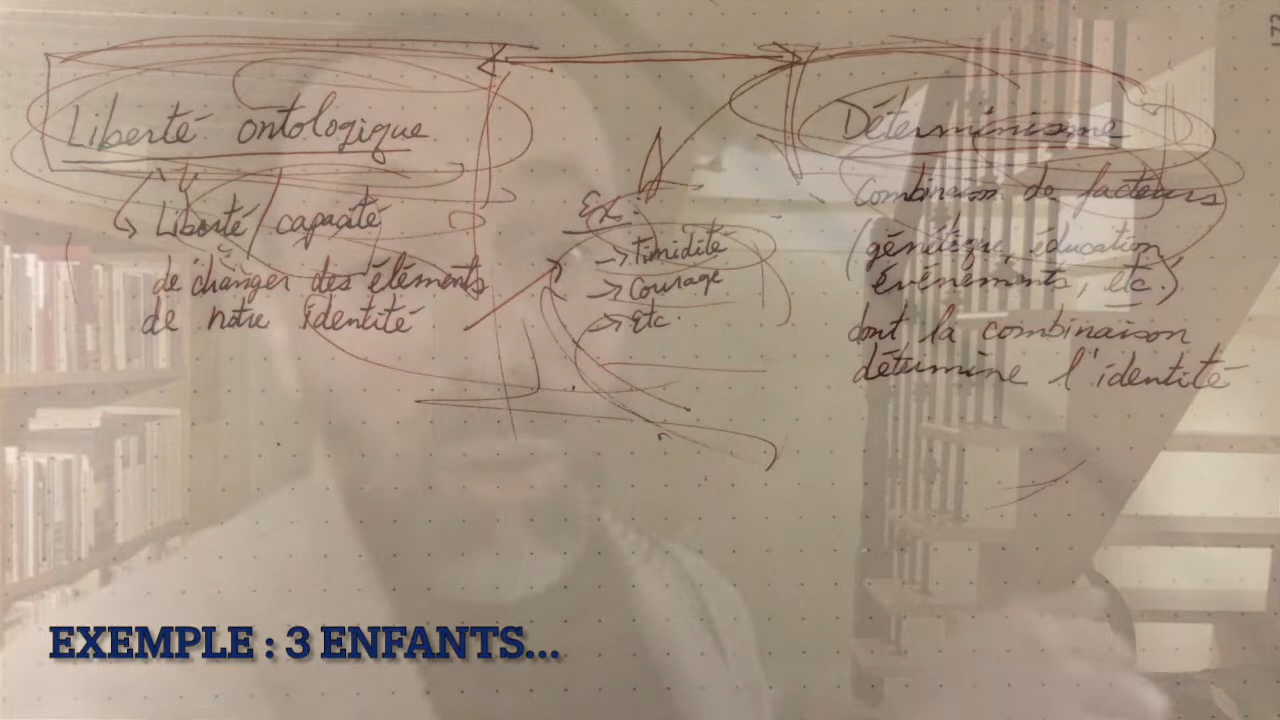 Liberté ontologique
Liberté/capacité
de changer des éléments
de notre identité
Ex:
→ Timidité
→ Courage
→ Etc.
Déterminisme
Combinaison de facteurs
(génétique, éducation,
événements, etc.)
dont la combinaison
détermine l'identité
EXEMPLE : 3 ENFANTS...